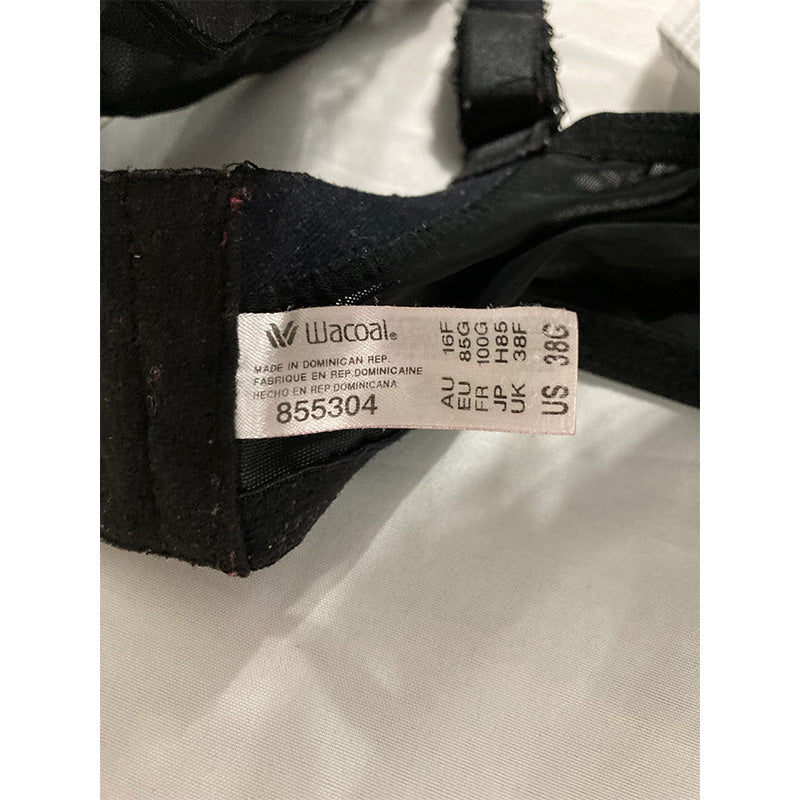 Wacoal®
MADE IN DOMINICAN REP.
FABRIQUE EN REP.DOMINICAINE
HECHO EN REP.DOMINICANA
855304
AU 16F
EU 85G
FR 100G
JP H85
UK 38F
US 38G